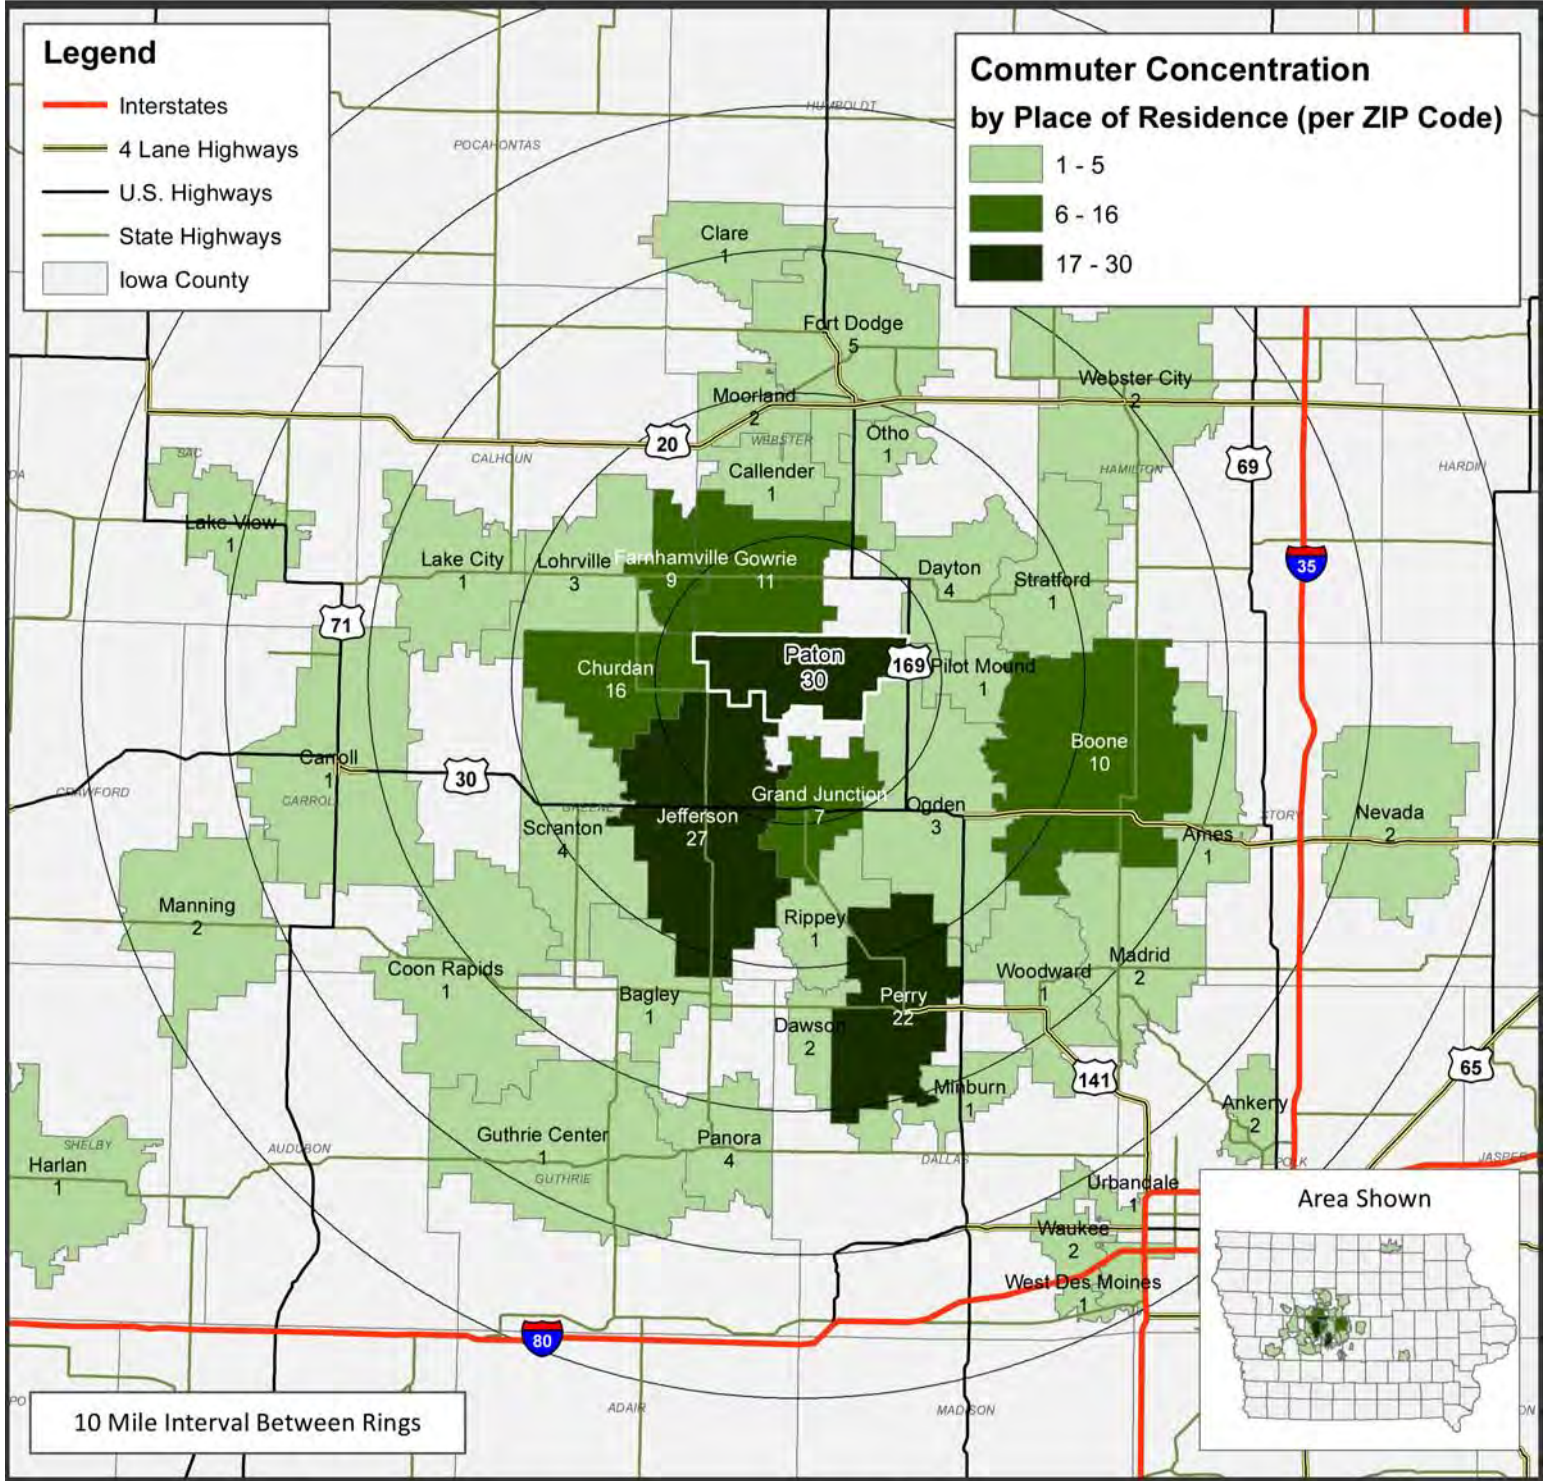 Legend
Interstates
4 Lane Highways
U.S. Highways
State Highways
Iowa County
Commuter Concentration
by Place of Residence (per ZIP Code)
1 - 5
6 - 16
17 - 30
HUMBOLDT
POCAHONTAS
Clare
1
Fort Dodge
5
Webster City
2
Moorland
2
20
WEBSTER
Otho
1
SAC
CALHOUN
Callender
1
HAMILTON
69
HARDIN
DA
Lake View
1
Lake City
1
Lohrville
3
Farnhamville
9
Gowrie
11
Dayton
4
Stratford
1
35
71
Churdan
16
Paton
30
169
Pilot Mound
1
Boone
10
Carroll
1
30
CRAWFORD
CARROLL
GREENE
Scranton
4
Jefferson
27
Grand Junction
7
Ogden
3
Ames
1
STORY
Nevada
2
Manning
2
Rippey
1
Coon Rapids
1
Bagley
1
Dawson
2
Perry
22
Woodward
1
Madrid
2
141
65
Minburn
1
Ankeny
2
SHELBY
Harlan
1
AUDUBON
Guthrie Center
1
GUTHRIE
Panora
4
DALLAS
POLK
JASPER
Urbandale
1
Waukee
2
West Des Moines
1
80
Area Shown
PO
10 Mile Interval Between Rings
ADAIR
MADISON
ON